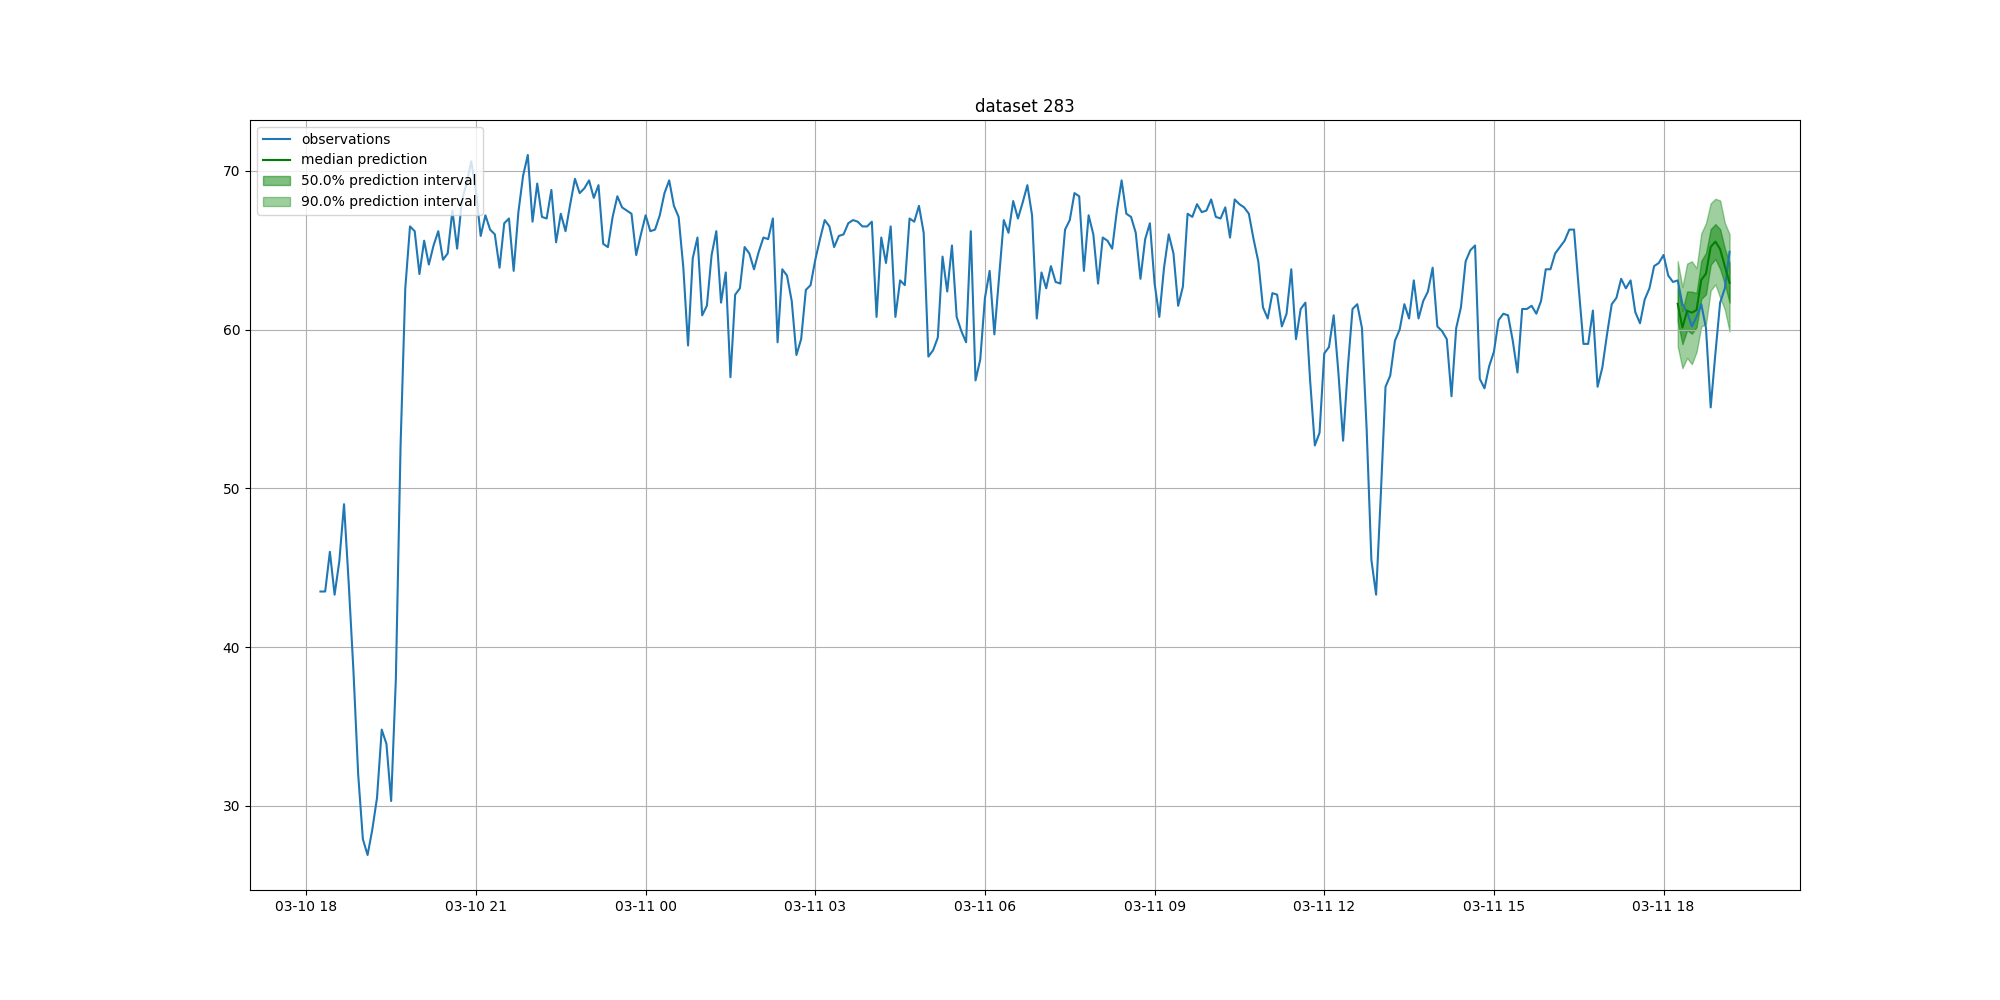 dataset 283
observations
median prediction
50.0% prediction interval
90.0% prediction interval
70
60
50
40
30
03-10 18
03-10 21
03-11 00
03-11 03
03-11 06
03-11 09
03-11 12
03-11 15
03-11 18